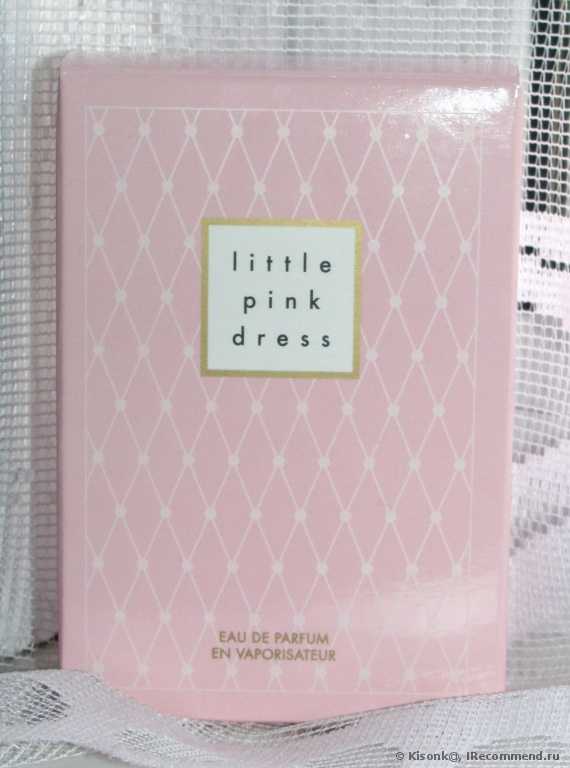 little
pink
dress
EAU DE PARFUM
EN VAPORISATEUR
© Kisonk@, IRecommend.ru